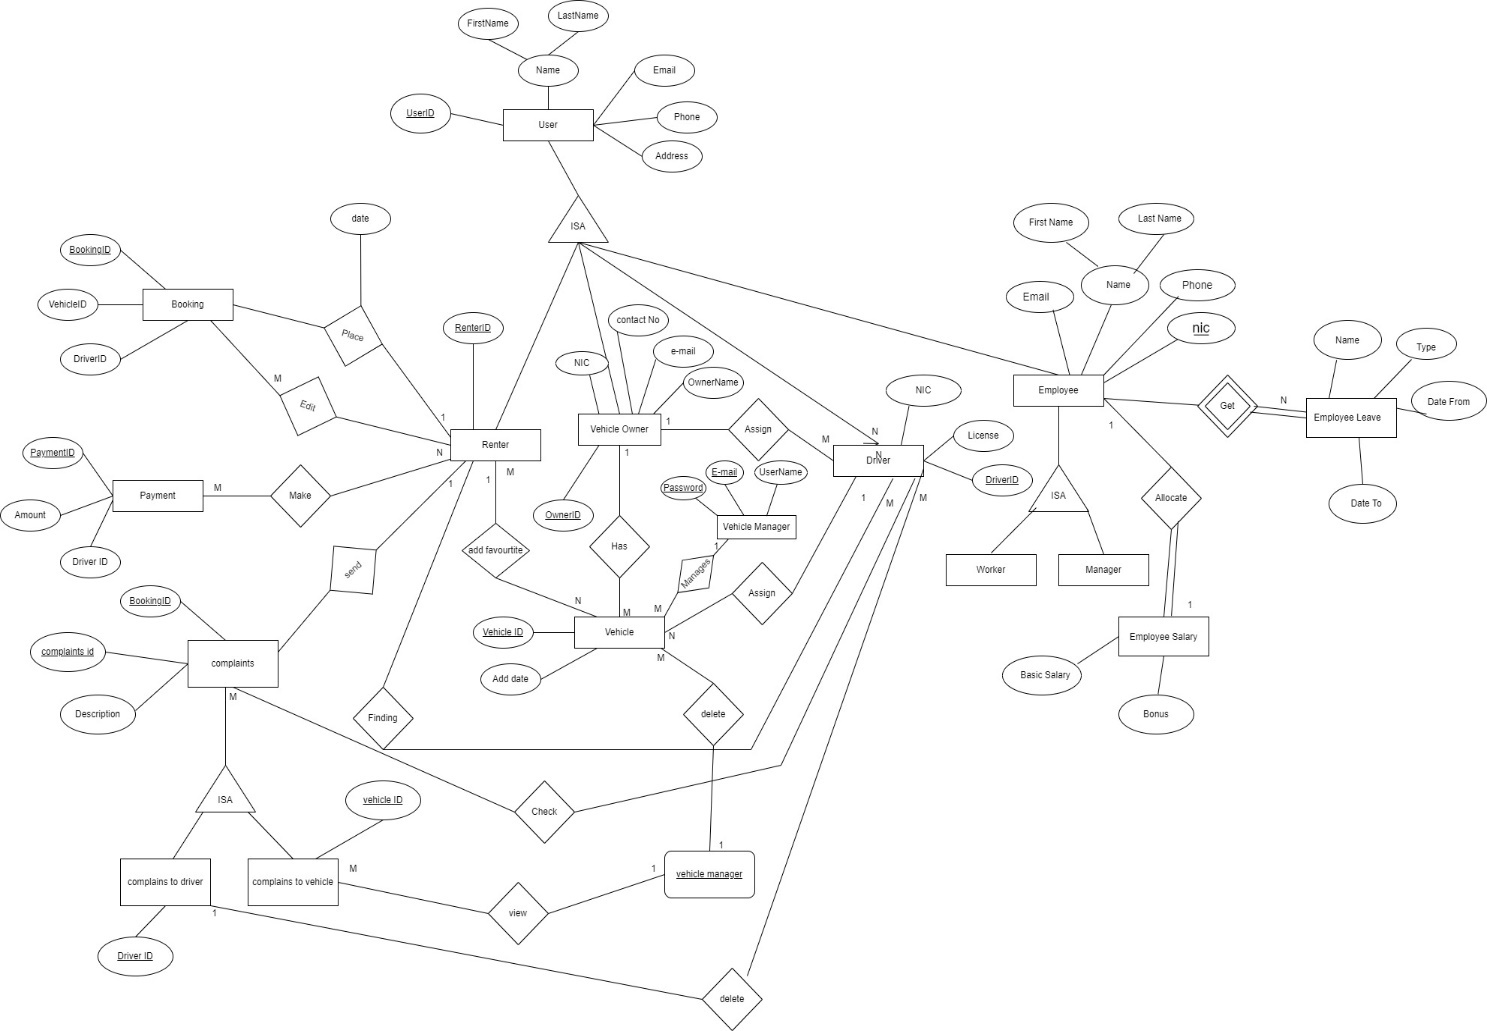 LastName
FirstName
Name
Email
UserID
Phone
User
Address
ISA
date
First Name
Last Name
BookingID
Name
Phone
Email
Booking
VehicleID
contact No
RenterID
nic
Place
Name
Type
e-mail
DriverID
NIC
OwnerName
M
NIC
Employee
Edit
Get
N
Date From
1
1
Employee Leave
Vehicle Owner
Assign
1
N
M
License
Renter
N
1
N
Driver
PaymentID
M
Password
E-mail
UserName
DriverID
M
1
1
Payment
Make
ISA
Allocate
1
M
M
Date To
Amount
OwnerID
Vehicle Manager
Has
1
add favourtite
Driver ID
send
Manages
Worker
Manager
BookingID
N
M
M
Assign
1
Vehicle ID
Vehicle
N
Employee Salary
complaints id
M
complaints
Add date
Basic Salary
M
Description
Finding
delete
Bonus
ISA
vehicle ID
Check
1
M
1
complains to driver
complains to vehicle
vehicle manager
1
view
Driver ID
delete